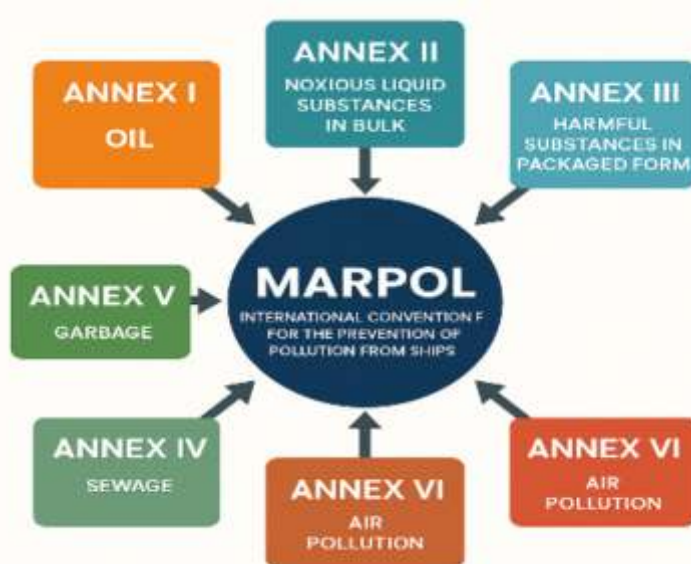 ANNEX I
OIL
ANNEX II
NOXIOUS LIQUID
SUBSTANCES
IN BULK
ANNEX III
HARMFUL
SUBSTANCES IN
PACKAGED FORM
MARPOL
INTERNATIONAL CONVENTION F
FOR THE PREVENTION OF
POLLUTION FROM SHIPS
ANNEX V
GARBAGE
ANNEX IV
SEWAGE
ANNEX VI
AIR
POLLUTION
ANNEX VI
AIR
POLLUTION